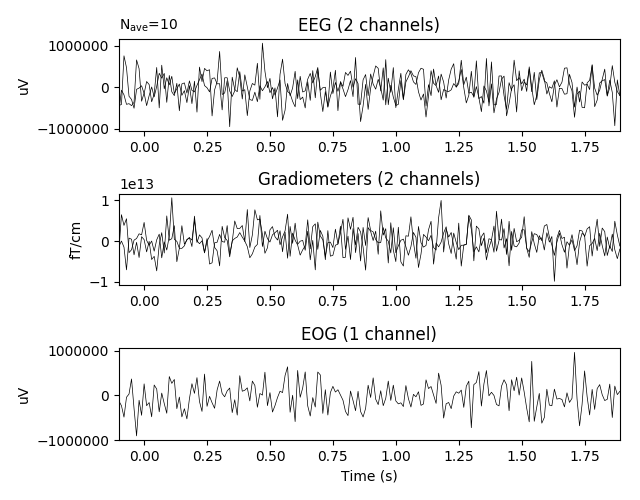 N_ave=10
EEG (2 channels)
1000000
0
−1000000
uV
0.00 0.25 0.50 0.75 1.00 1.25 1.50 1.75
1e13
Gradiometers (2 channels)
1
0
−1
fT/cm
0.00 0.25 0.50 0.75 1.00 1.25 1.50 1.75
EOG (1 channel)
1000000
0
−1000000
uV
0.00 0.25 0.50 0.75 1.00 1.25 1.50 1.75
Time (s)